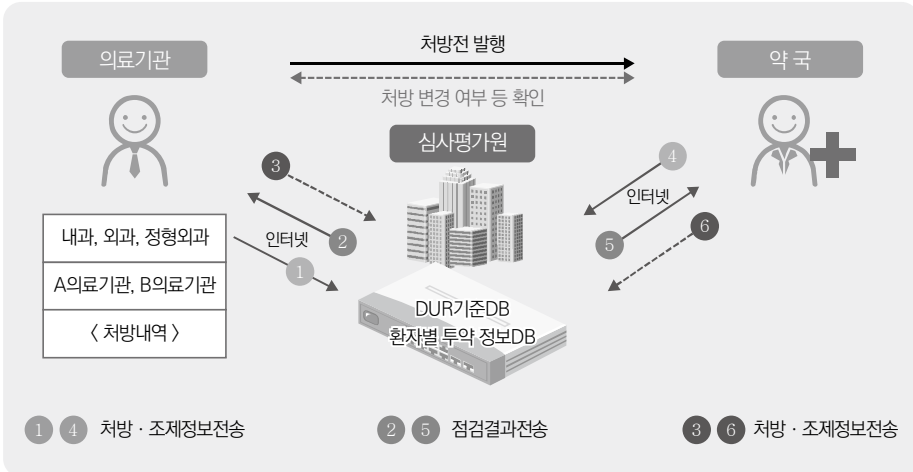 처방전 발행
의료기관
약 국
처방 변경 여부 등 확인
심사평가원
3
4
인터넷
2
5
6
내과, 외과, 정형외과
인터넷
1
A의료기관, B의료기관
〈 처방내역 〉
DUR기준DB
환자별 투약 정보DB
1 4 처방 · 조제정보전송
2 5 점검결과전송
3 6 처방 · 조제정보전송